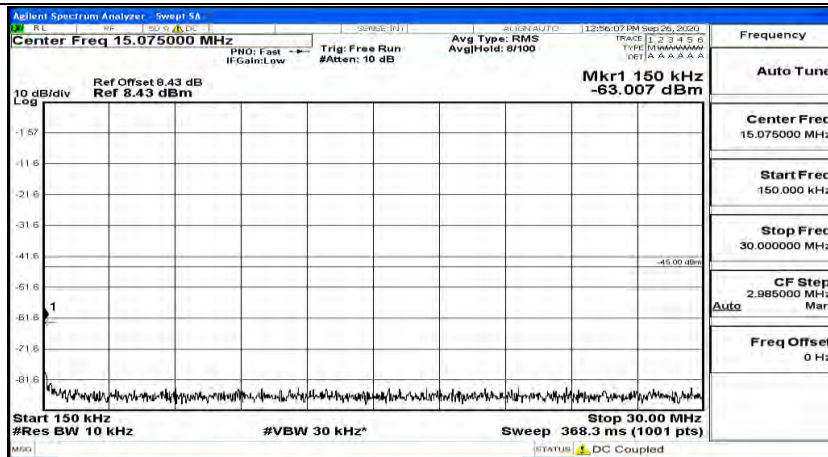 Agilent Spectrum Analyzer - Swept SA
RL RF 50 Ω DC SENSE:INT ALIGN AUTO 12:56:07 PM Sep 26, 2020
Center Freq 15.075000 MHz
PNO: Fast
IFGain:Low
Trig: Free Run
#Atten: 10 dB
Avg Type: RMS
Avg|Hold: 8/100
TRACE 1 2 3 4 5 6
TYPE M WWWWW
DET A A A A A A
Ref Offset 8.43 dB
Ref 8.43 dBm
10 dB/div
Log
Mkr1 150 kHz
-63.007 dBm
-1.57
-11.6
-21.6
-31.6
-41.6
-45.00 dBm
-51.6
1
-61.6
-71.6
-81.6
Start 150 kHz
Stop 30.00 MHz
#Res BW 10 kHz
#VBW 30 kHz*
Sweep 368.3 ms (1001 pts)
MSG
STATUS
DC Coupled
Frequency
Auto Tune
Center Freq
15.075000 MHz
Start Freq
150.000 kHz
Stop Freq
30.000000 MHz
CF Step
2.985000 MHz
Auto Man
Freq Offset
0 Hz